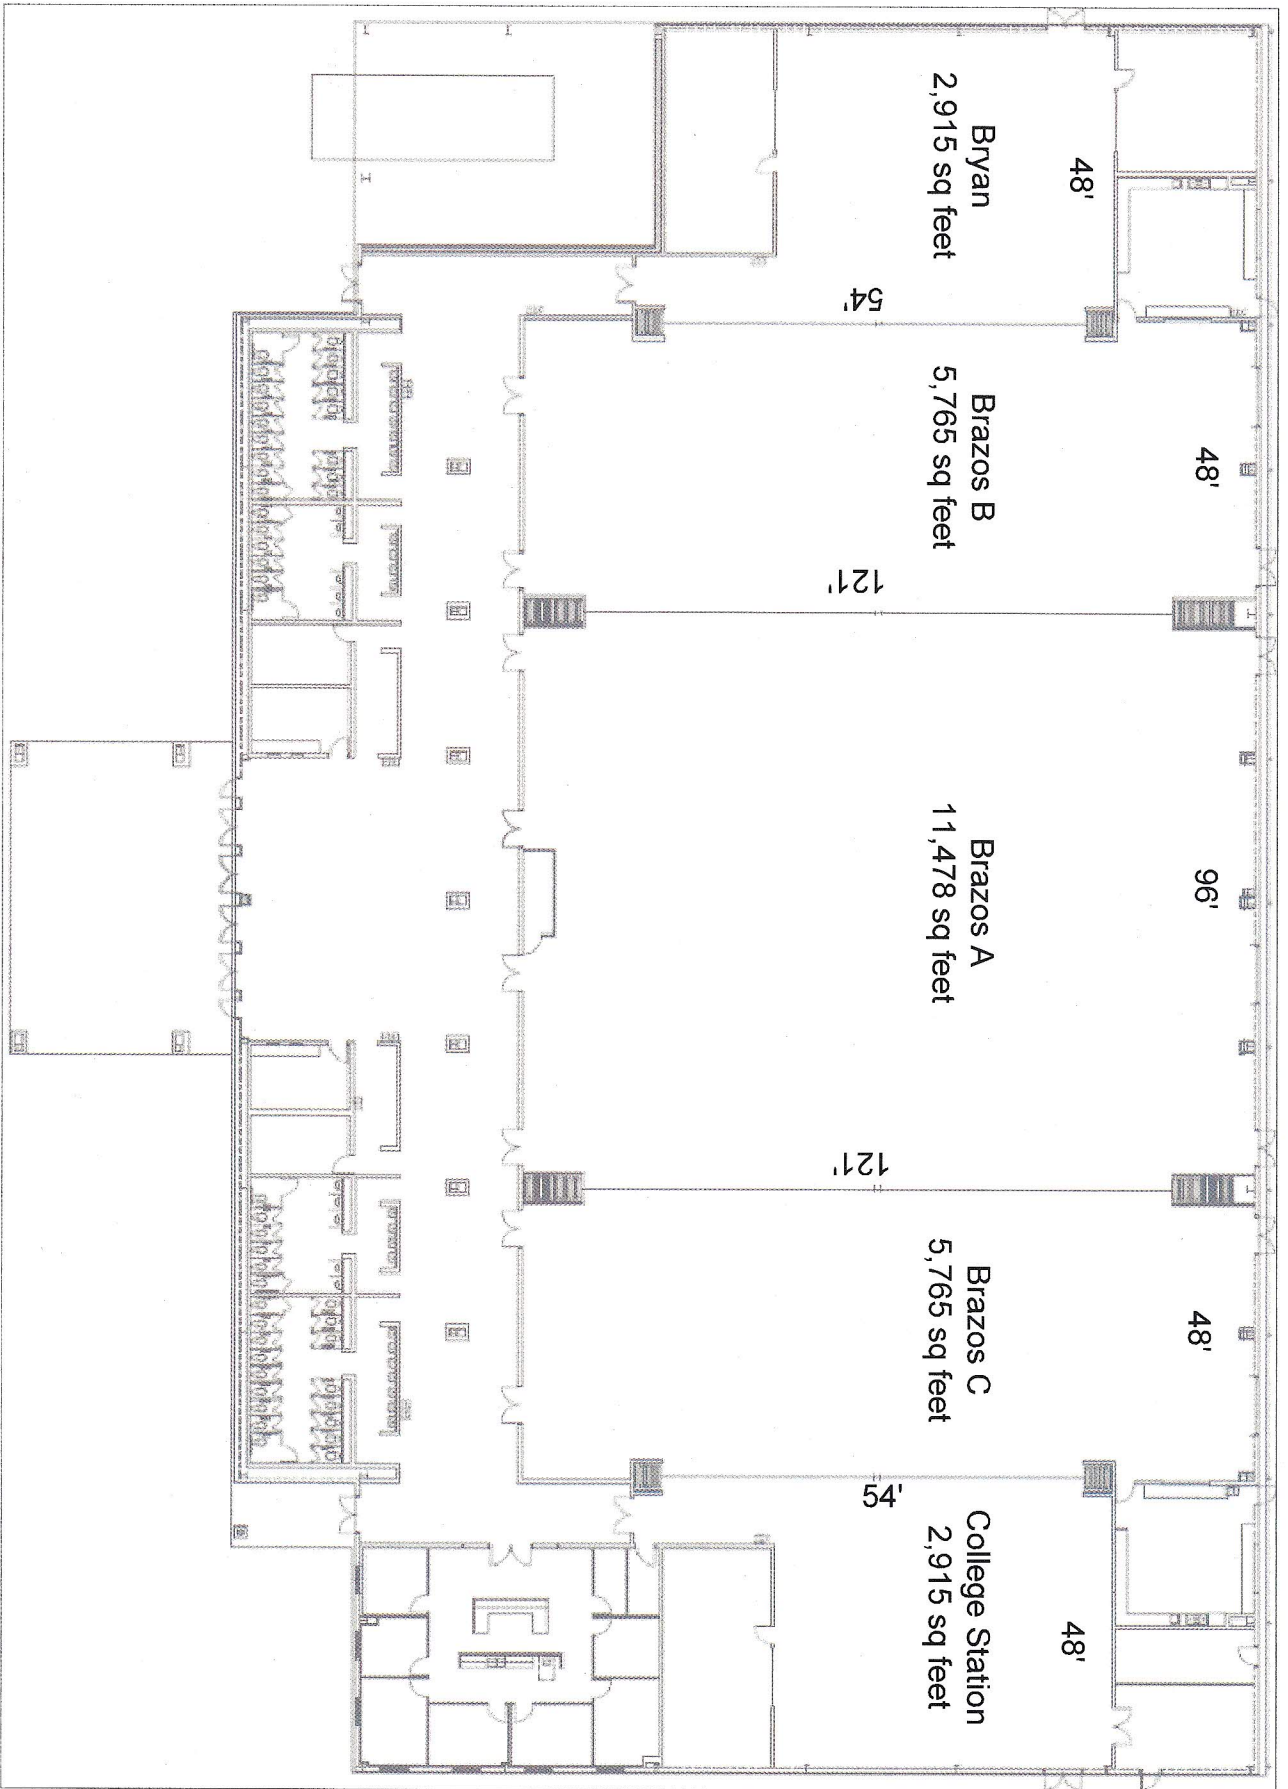 48'
Bryan
2,915 sq feet
54'
48'
Brazos B
5,765 sq feet
121'
96'
Brazos A
11,478 sq feet
121'
48'
Brazos C
5,765 sq feet
54'
48'
College Station
2,915 sq feet